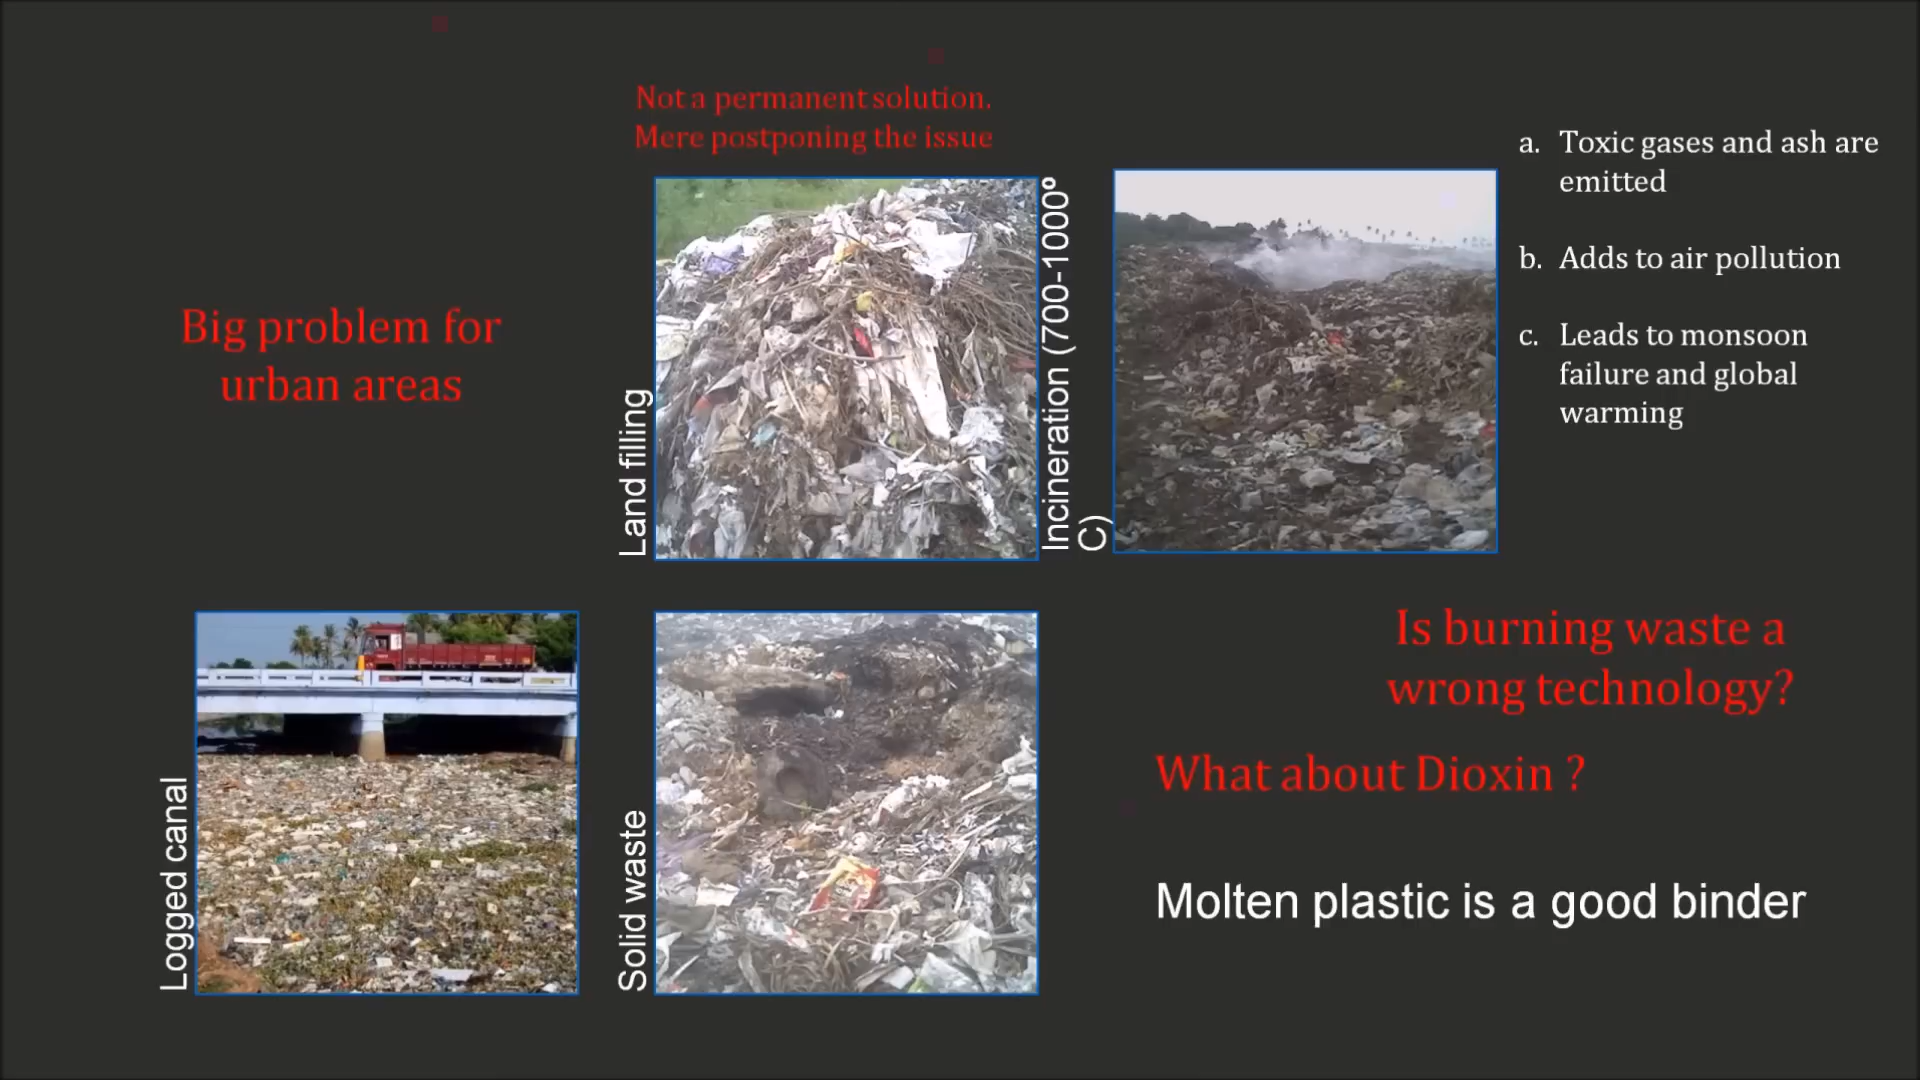 Not a permanent solution.
Mere postponing the issue
a. Toxic gases and ash are
emitted
b. Adds to air pollution
c. Leads to monsoon
failure and global
warming
Big problem for
urban areas
Land filling
Incineration (700-1000º
C)
Logged canal
Solid waste
Is burning waste a
wrong technology?
What about Dioxin ?
Molten plastic is a good binder